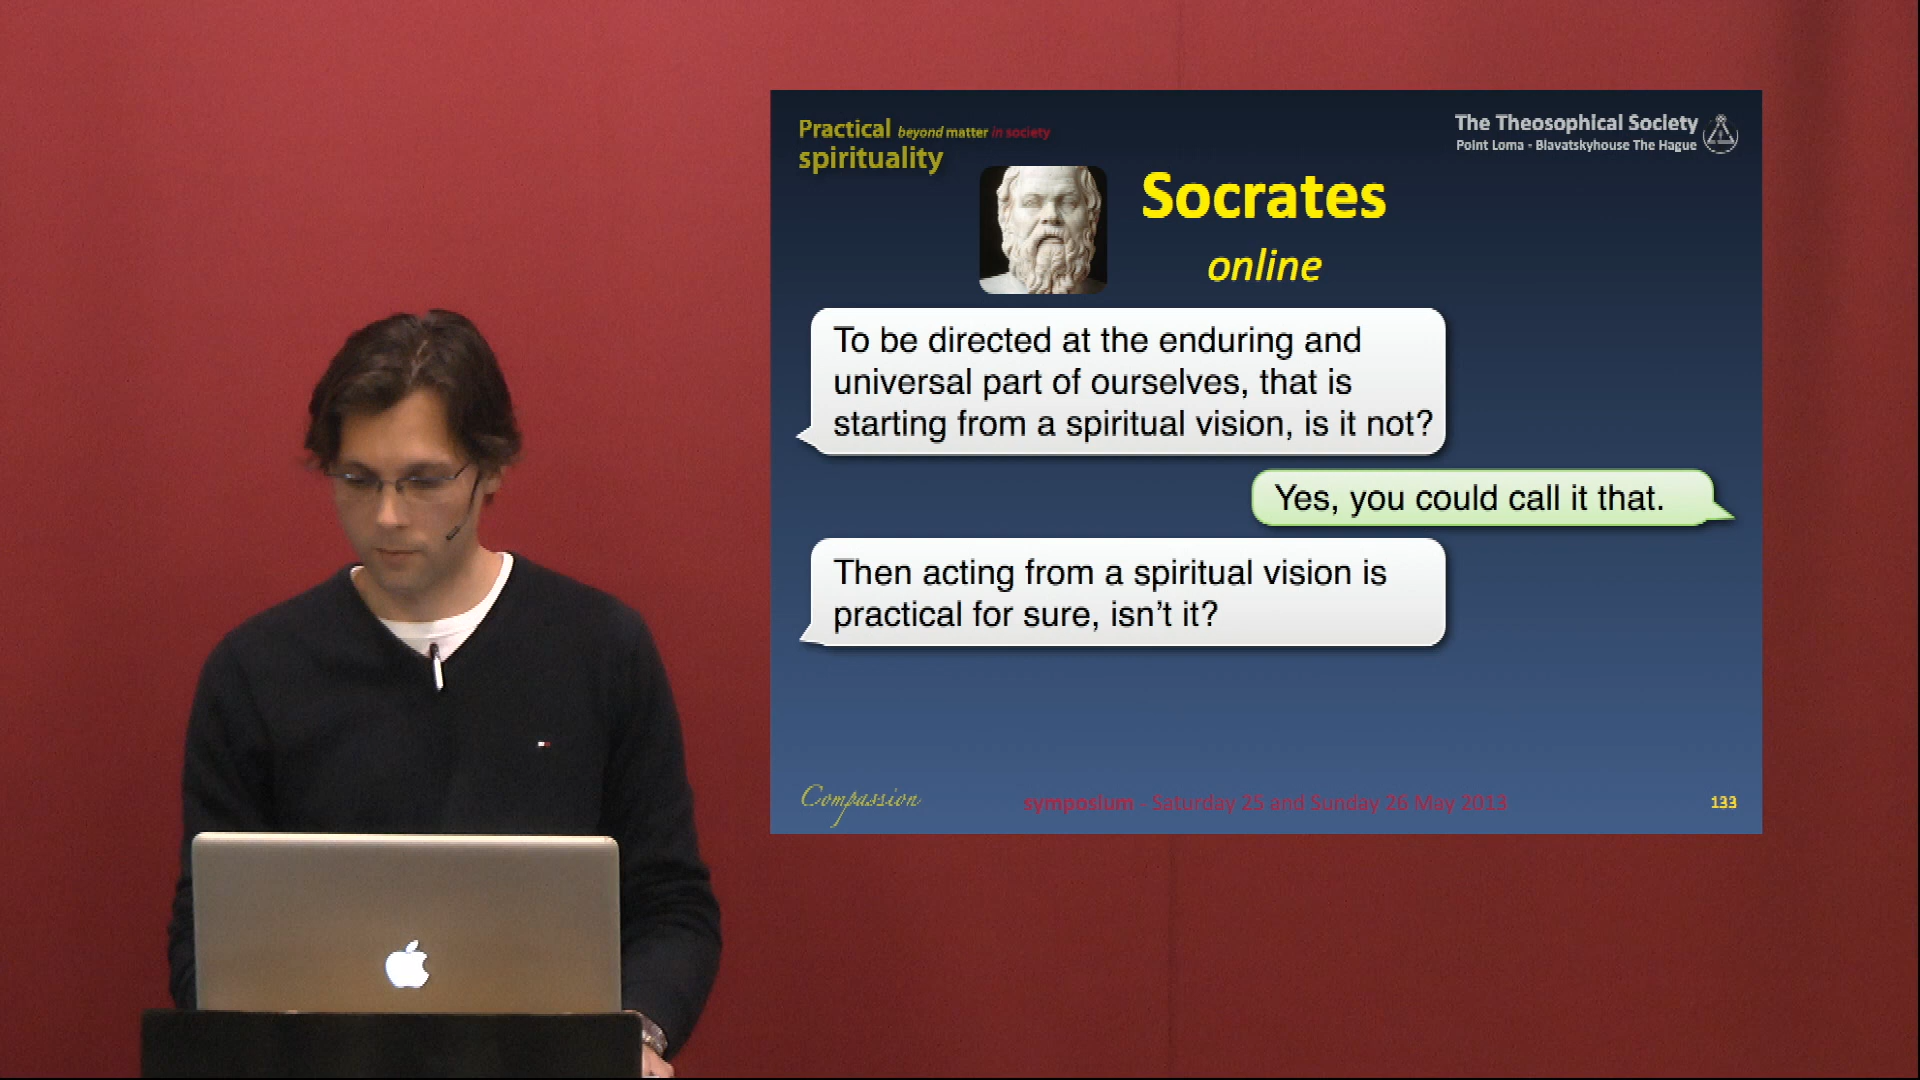 Practical beyond matter in society
spirituality
The Theosophical Society
Point Loma - Blavatskyhouse The Hague
Socrates
online
To be directed at the enduring and
universal part of ourselves, that is
starting from a spiritual vision, is it not?
Yes, you could call it that.
Then acting from a spiritual vision is
practical for sure, isn't it?
Compassion
symposium - Saturday 25 and Sunday 26 May 2013
133